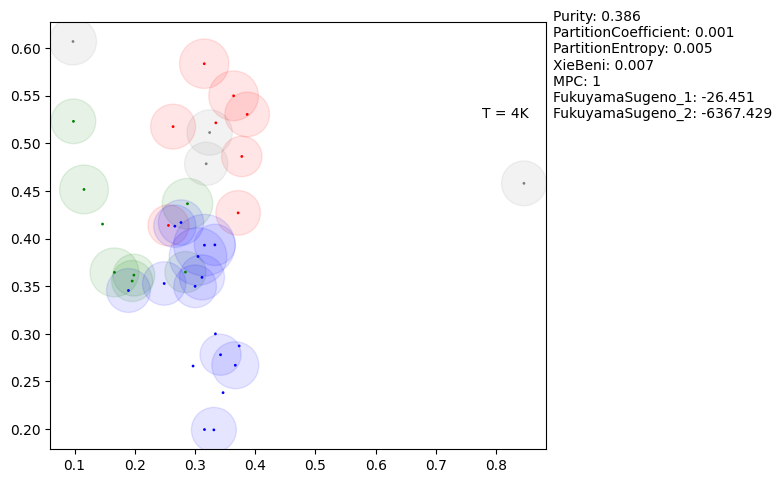 Purity: 0.386
PartitionCoefficient: 0.001
PartitionEntropy: 0.005
XieBeni: 0.007
MPC: 1
FukuyamaSugeno_1: -26.451
FukuyamaSugeno_2: -6367.429
T = 4K
0.60
0.55
0.50
0.45
0.40
0.35
0.30
0.25
0.20
0.1 0.2 0.3 0.4 0.5 0.6 0.7 0.8